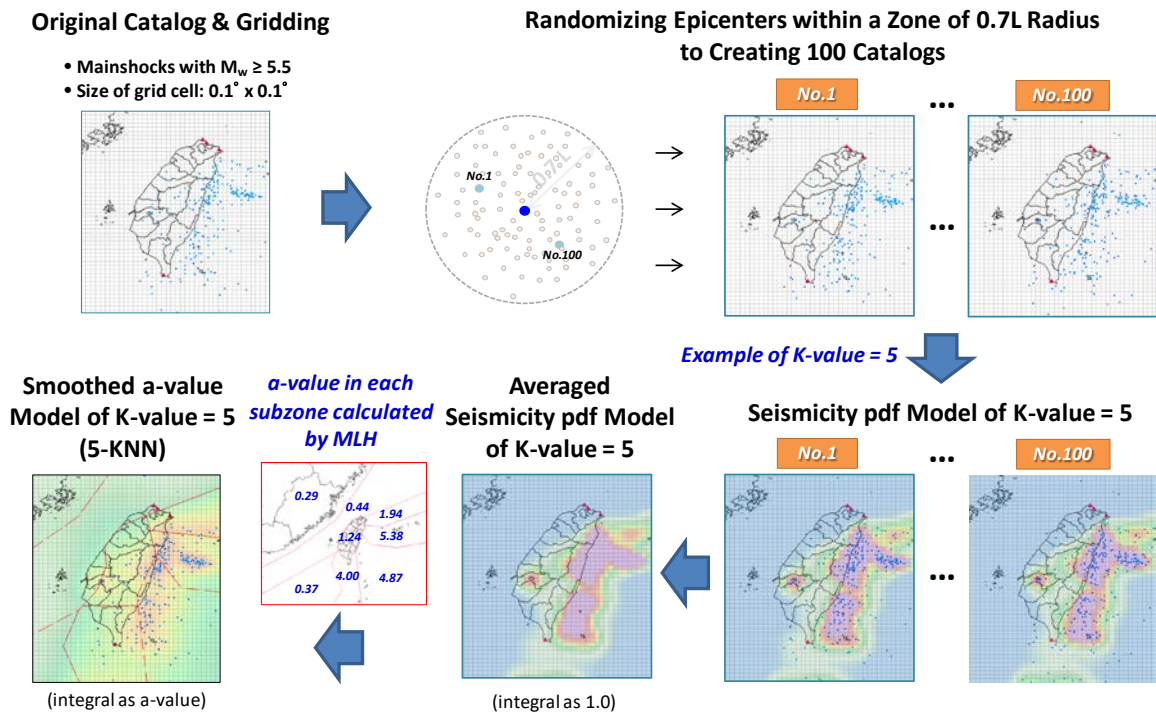 Original Catalog & Gridding
• Mainshocks with Mw ≥ 5.5
• Size of grid cell: 0.1° x 0.1°
Randomizing Epicenters within a Zone of 0.7L Radius
to Creating 100 Catalogs
No.1
...
No.100
0.7L
No.1
No.100
...
Example of K-value = 5
Smoothed a-value
Model of K-value = 5
(5-KNN)
a-value in each
subzone calculated
by MLH
Averaged
Seismicity pdf Model
of K-value = 5
Seismicity pdf Model of K-value = 5
No.1
...
No.100
0.29
0.44
1.94
1.24
5.38
4.00
4.87
0.37
...
(integral as a-value)
(integral as 1.0)